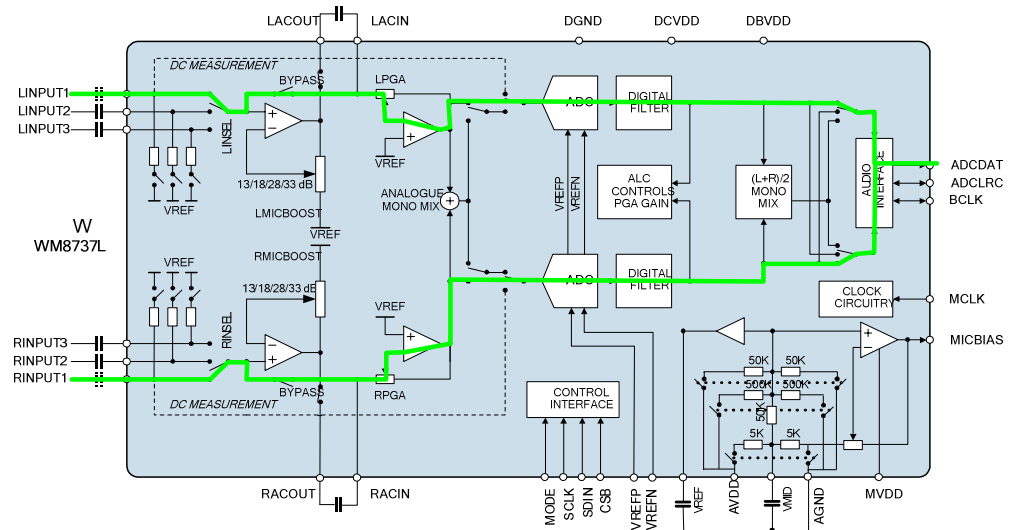 LACOUT LACIN DGND DCVDD DBVDD
DC MEASUREMENT
BYPASS LPGA
LINPUT1
LINPUT2
LINPUT3
LINSEL
ADC
DIGITAL
FILTER
VREF
VREF
13/18/28/33 dB
LMICBOOST
VREF
RMICBOOST
13/18/28/33 dB
ANALOGUE
MONO MIX
VREFP
VREFN
ALC
CONTROLS
PGA GAIN
(L+R)/2
MONO
MIX
AUDIO
INTERFACE
ADCDAT
ADCLRC
BCLK
W
WM8737L
VREF
VREF
ADC
DIGITAL
FILTER
CLOCK
CIRCUITRY
MCLK
RINSEL
RINPUT3
RINPUT2
RINPUT1
MICBIAS
BYPASS
RPGA
DC MEASUREMENT
CONTROL
INTERFACE
50K 50K
500K 500K
50K
5K 5K
RACOUT RACIN
MODE
SCLK
SDIN
CSB
VREFP
VREFN
VREF
AVDD
VMID
AGND
MVDD